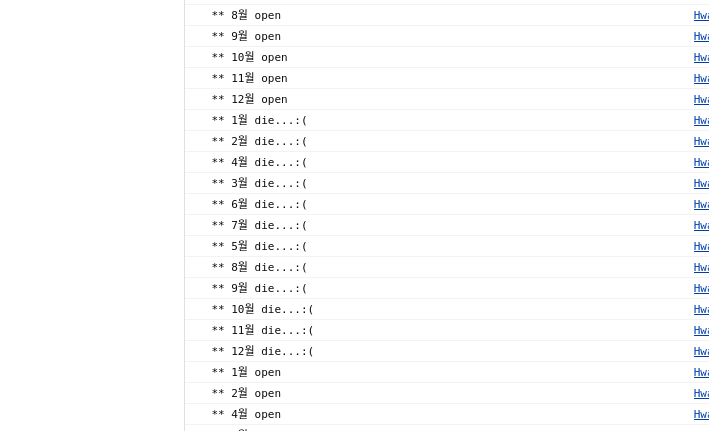 ** 8월 open Hwa
** 9월 open Hwa
** 10월 open Hwa
** 11월 open Hwa
** 12월 open Hwa
** 1월 die...:( Hwa
** 2월 die...:( Hwa
** 4월 die...:( Hwa
** 3월 die...:( Hwa
** 6월 die...:( Hwa
** 7월 die...:( Hwa
** 5월 die...:( Hwa
** 8월 die...:( Hwa
** 9월 die...:( Hwa
** 10월 die...:( Hwa
** 11월 die...:( Hwa
** 12월 die...:( Hwa
** 1월 open Hwa
** 2월 open Hwa
** 4월 open Hwa